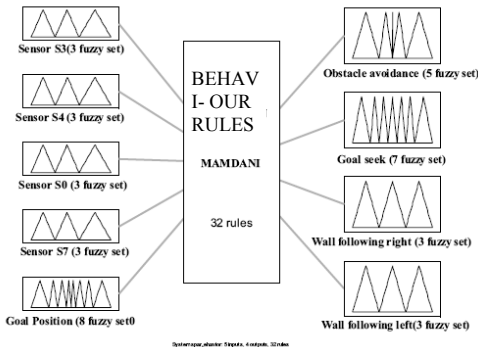 Sensor S3(3 fuzzy set)
Sensor S4 (3 fuzzy set)
Sensor S0 (3 fuzzy set)
Sensor S7 (3 fuzzy set)
Goal Position (8 fuzzy set0
BEHAV
I- OUR
RULES
MAMDANI
32 rules
Obstacle avoidance (5 fuzzy set)
Goal seek (7 fuzzy set)
Wall following right (3 fuzzy set)
Wall following left(3 fuzzy set)
5 inputs, 4 outputs, 32 rules